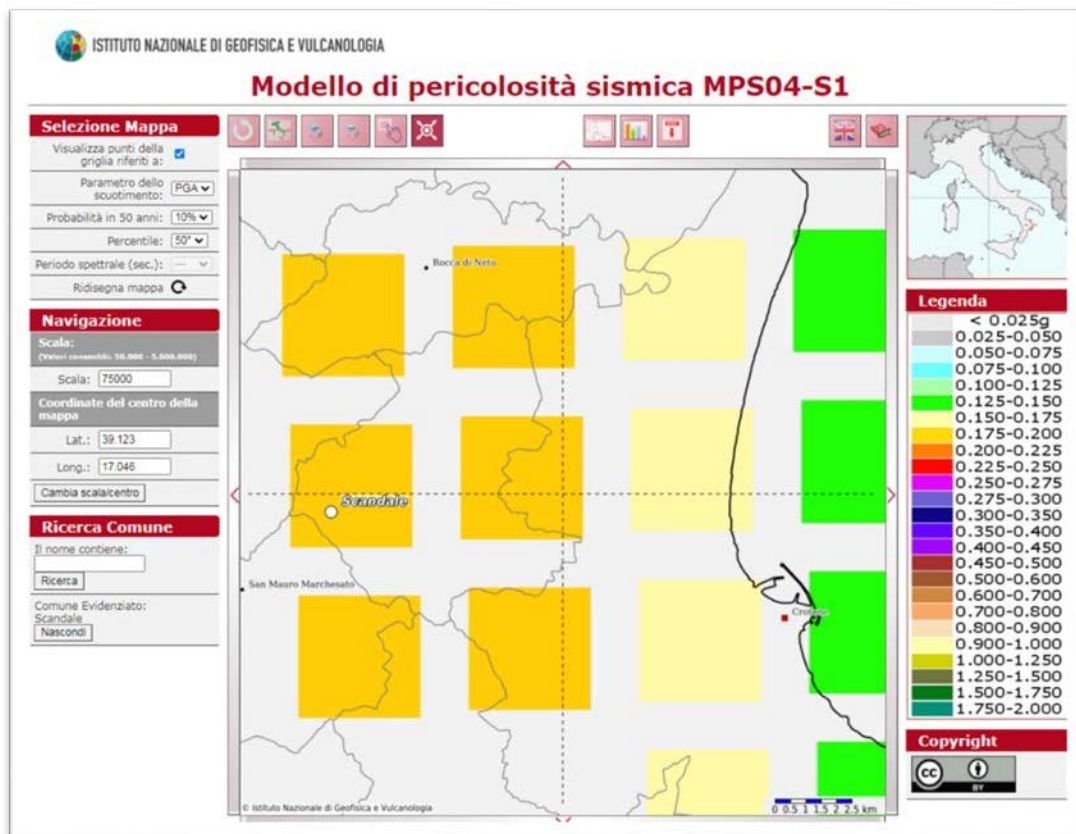 ISTITUTO NAZIONALE DI GEOFISICA E VULCANOLOGIA
Modello di pericolosità sismica MPS04-S1
Selezione Mappa
Visualizza punti della
griglia riferiti a:
Parametro dello
scuotimento: PGA
Probabilità in 50 anni: 10%
Percentile: 50°
Periodo spettrale (sec.): ---
Ridisegna mappa
Navigazione
Scala:
(Valori consentiti: 50.000 - 5.000.000)
Scala: 75000
Coordinate del centro della
mappa
Lat.: 39.123
Long.: 17.046
Cambia scala/centro
Ricerca Comune
Il nome contiene:
Ricerca
Comune Evidenziato:
Scandale
Nascondi
Rocca di Neto
Scandale
San Mauro Marchesato
Crotone
© Istituto Nazionale di Geofisica e Vulcanologia
0 0.5 1 1.5 2 2.5 km
Legenda
< 0.025g
0.025-0.050
0.050-0.075
0.075-0.100
0.100-0.125
0.125-0.150
0.150-0.175
0.175-0.200
0.200-0.225
0.225-0.250
0.250-0.275
0.275-0.300
0.300-0.350
0.350-0.400
0.400-0.450
0.450-0.500
0.500-0.600
0.600-0.700
0.700-0.800
0.800-0.900
0.900-1.000
1.000-1.250
1.250-1.500
1.500-1.750
1.750-2.000
Copyright
CC
BY